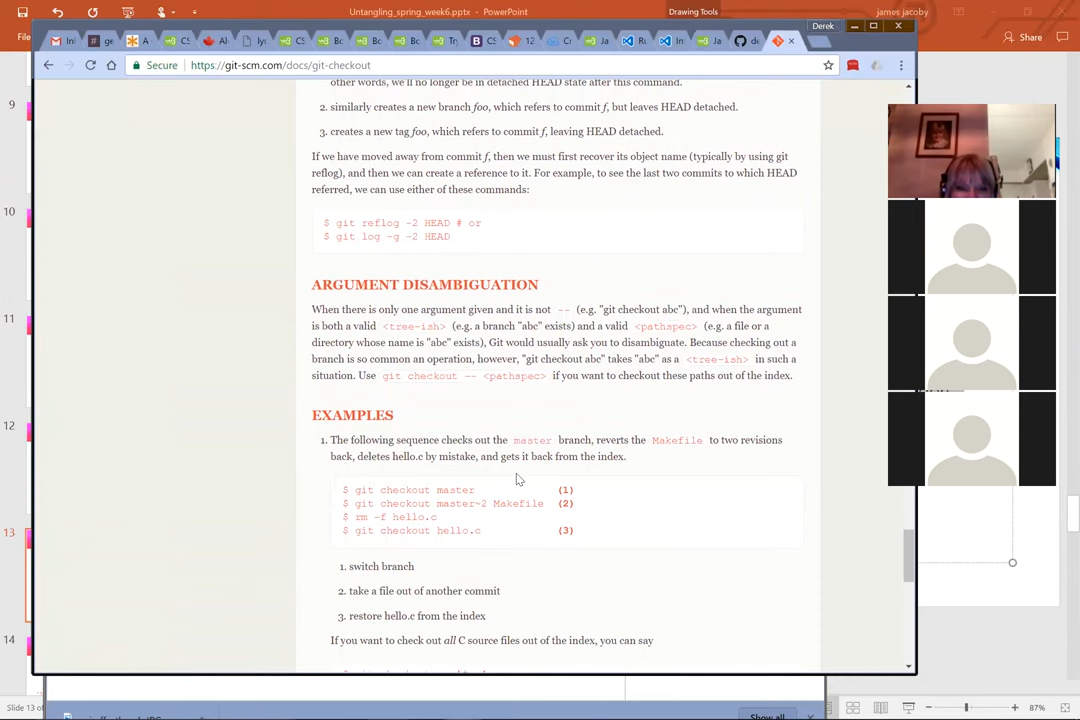 Untangling_spring_week6.pptx - PowerPoint
Drawing Tools
james jacoby
File
Share
Derek
CS
CS
Bo
Bo
Bo
CS
12
Ja
In
Ja
de
Secure
https://git-scm.com/docs/git-checkout
other words, we'll no longer be in detached HEAD state after this command.
2. similarly creates a new branch foo, which refers to commit f, but leaves HEAD detached.
3. creates a new tag foo, which refers to commit f, leaving HEAD detached.
If we have moved away from commit f, then we must first recover its object name (typically by using git
reflog), and then we can create a reference to it. For example, to see the last two commits to which HEAD
referred, we can use either of these commands:
$ git reflog -2 HEAD # or
$ git log -g -2 HEAD
ARGUMENT DISAMBIGUATION
When there is only one argument given and it is not -- (e.g. "git checkout abc"), and when the argument
is both a valid <tree-ish> (e.g. a branch "abc" exists) and a valid <pathspec> (e.g. a file or a
directory whose name is "abc" exists), Git would usually ask you to disambiguate. Because checking out a
branch is so common an operation, however, "git checkout abc" takes "abc" as a <tree-ish> in such a
situation. Use git checkout -- <pathspec> if you want to checkout these paths out of the index.
EXAMPLES
1. The following sequence checks out the master branch, reverts the Makefile to two revisions
back, deletes hello.c by mistake, and gets it back from the index.
$ git checkout master (1)
$ git checkout master~2 Makefile (2)
$ rm -f hello.c
$ git checkout hello.c (3)
1. switch branch
2. take a file out of another commit
3. restore hello.c from the index
If you want to check out all C source files out of the index, you can say
9
10
11
12
13
14
Slide 13 of
Show all
87%